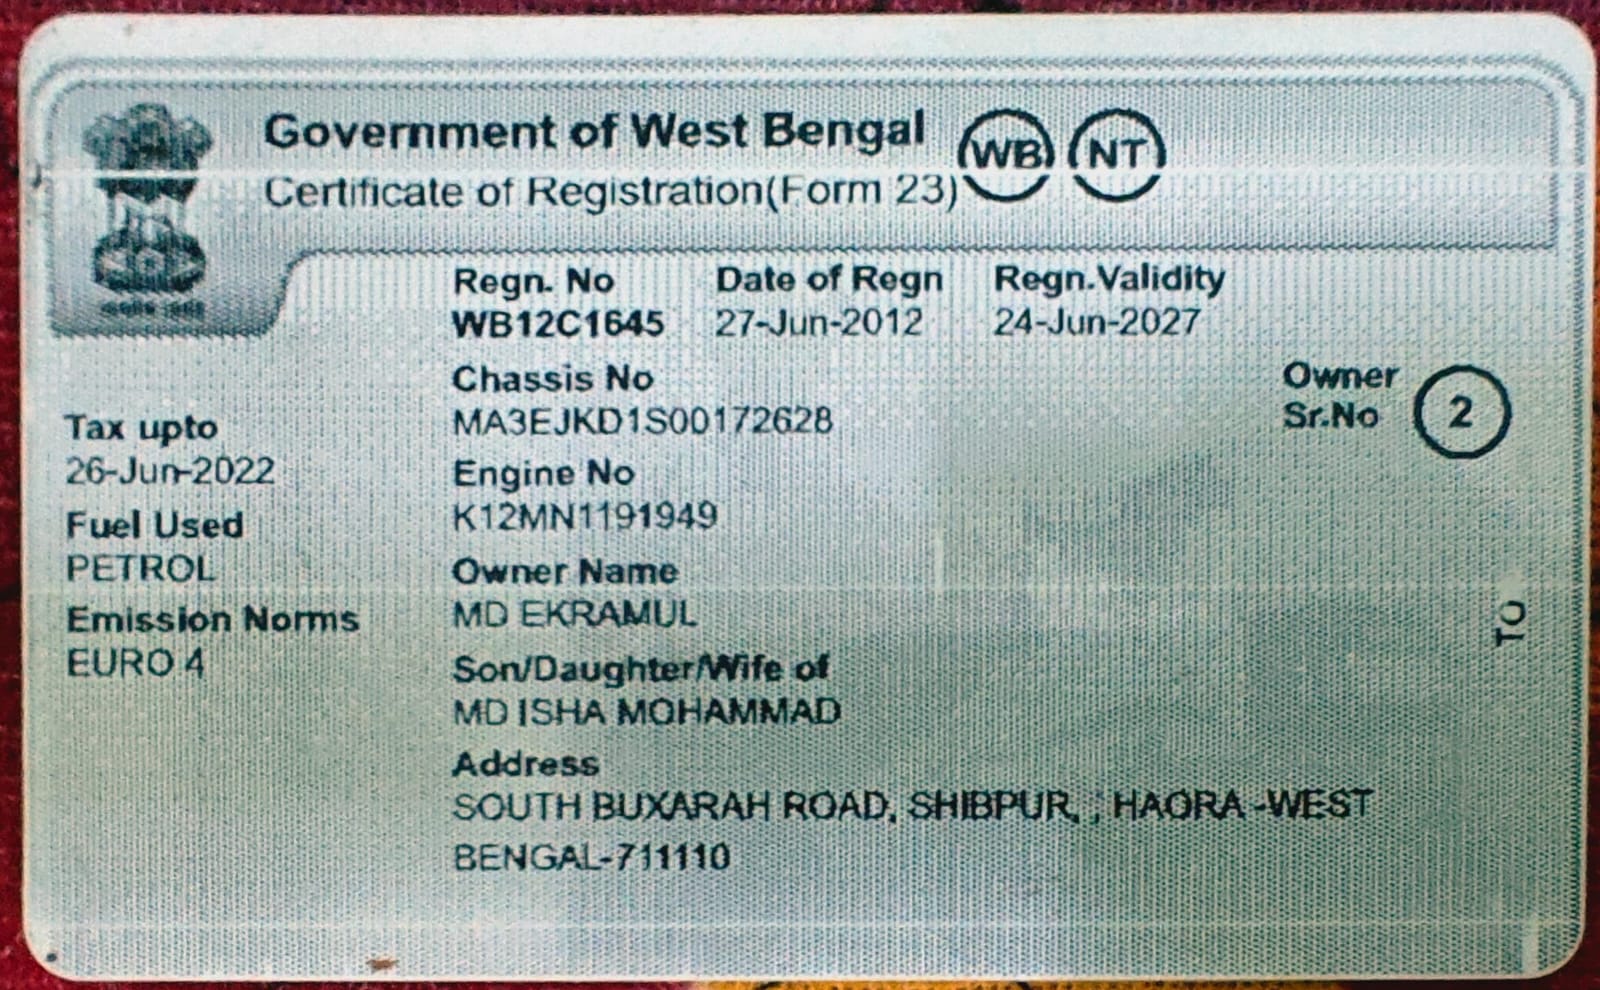 Government of West Bengal
WB
NT
Certificate of Registration(Form 23)
Regn. No
WB12C1645
Date of Regn
27-Jun-2012
Regn.Validity
24-Jun-2027
Chassis No
MA3EJKD1S00172628
Owner
Sr.No
2
Tax upto
26-Jun-2022
Engine No
K12MN1191949
Fuel Used
PETROL
Owner Name
MD EKRAMUL
Emission Norms
EURO 4
Son/Daughter/Wife of
MD ISHA MOHAMMAD
Address
SOUTH BUXARAH ROAD, SHIBPUR, , HAORA -WEST
BENGAL-711110
TO